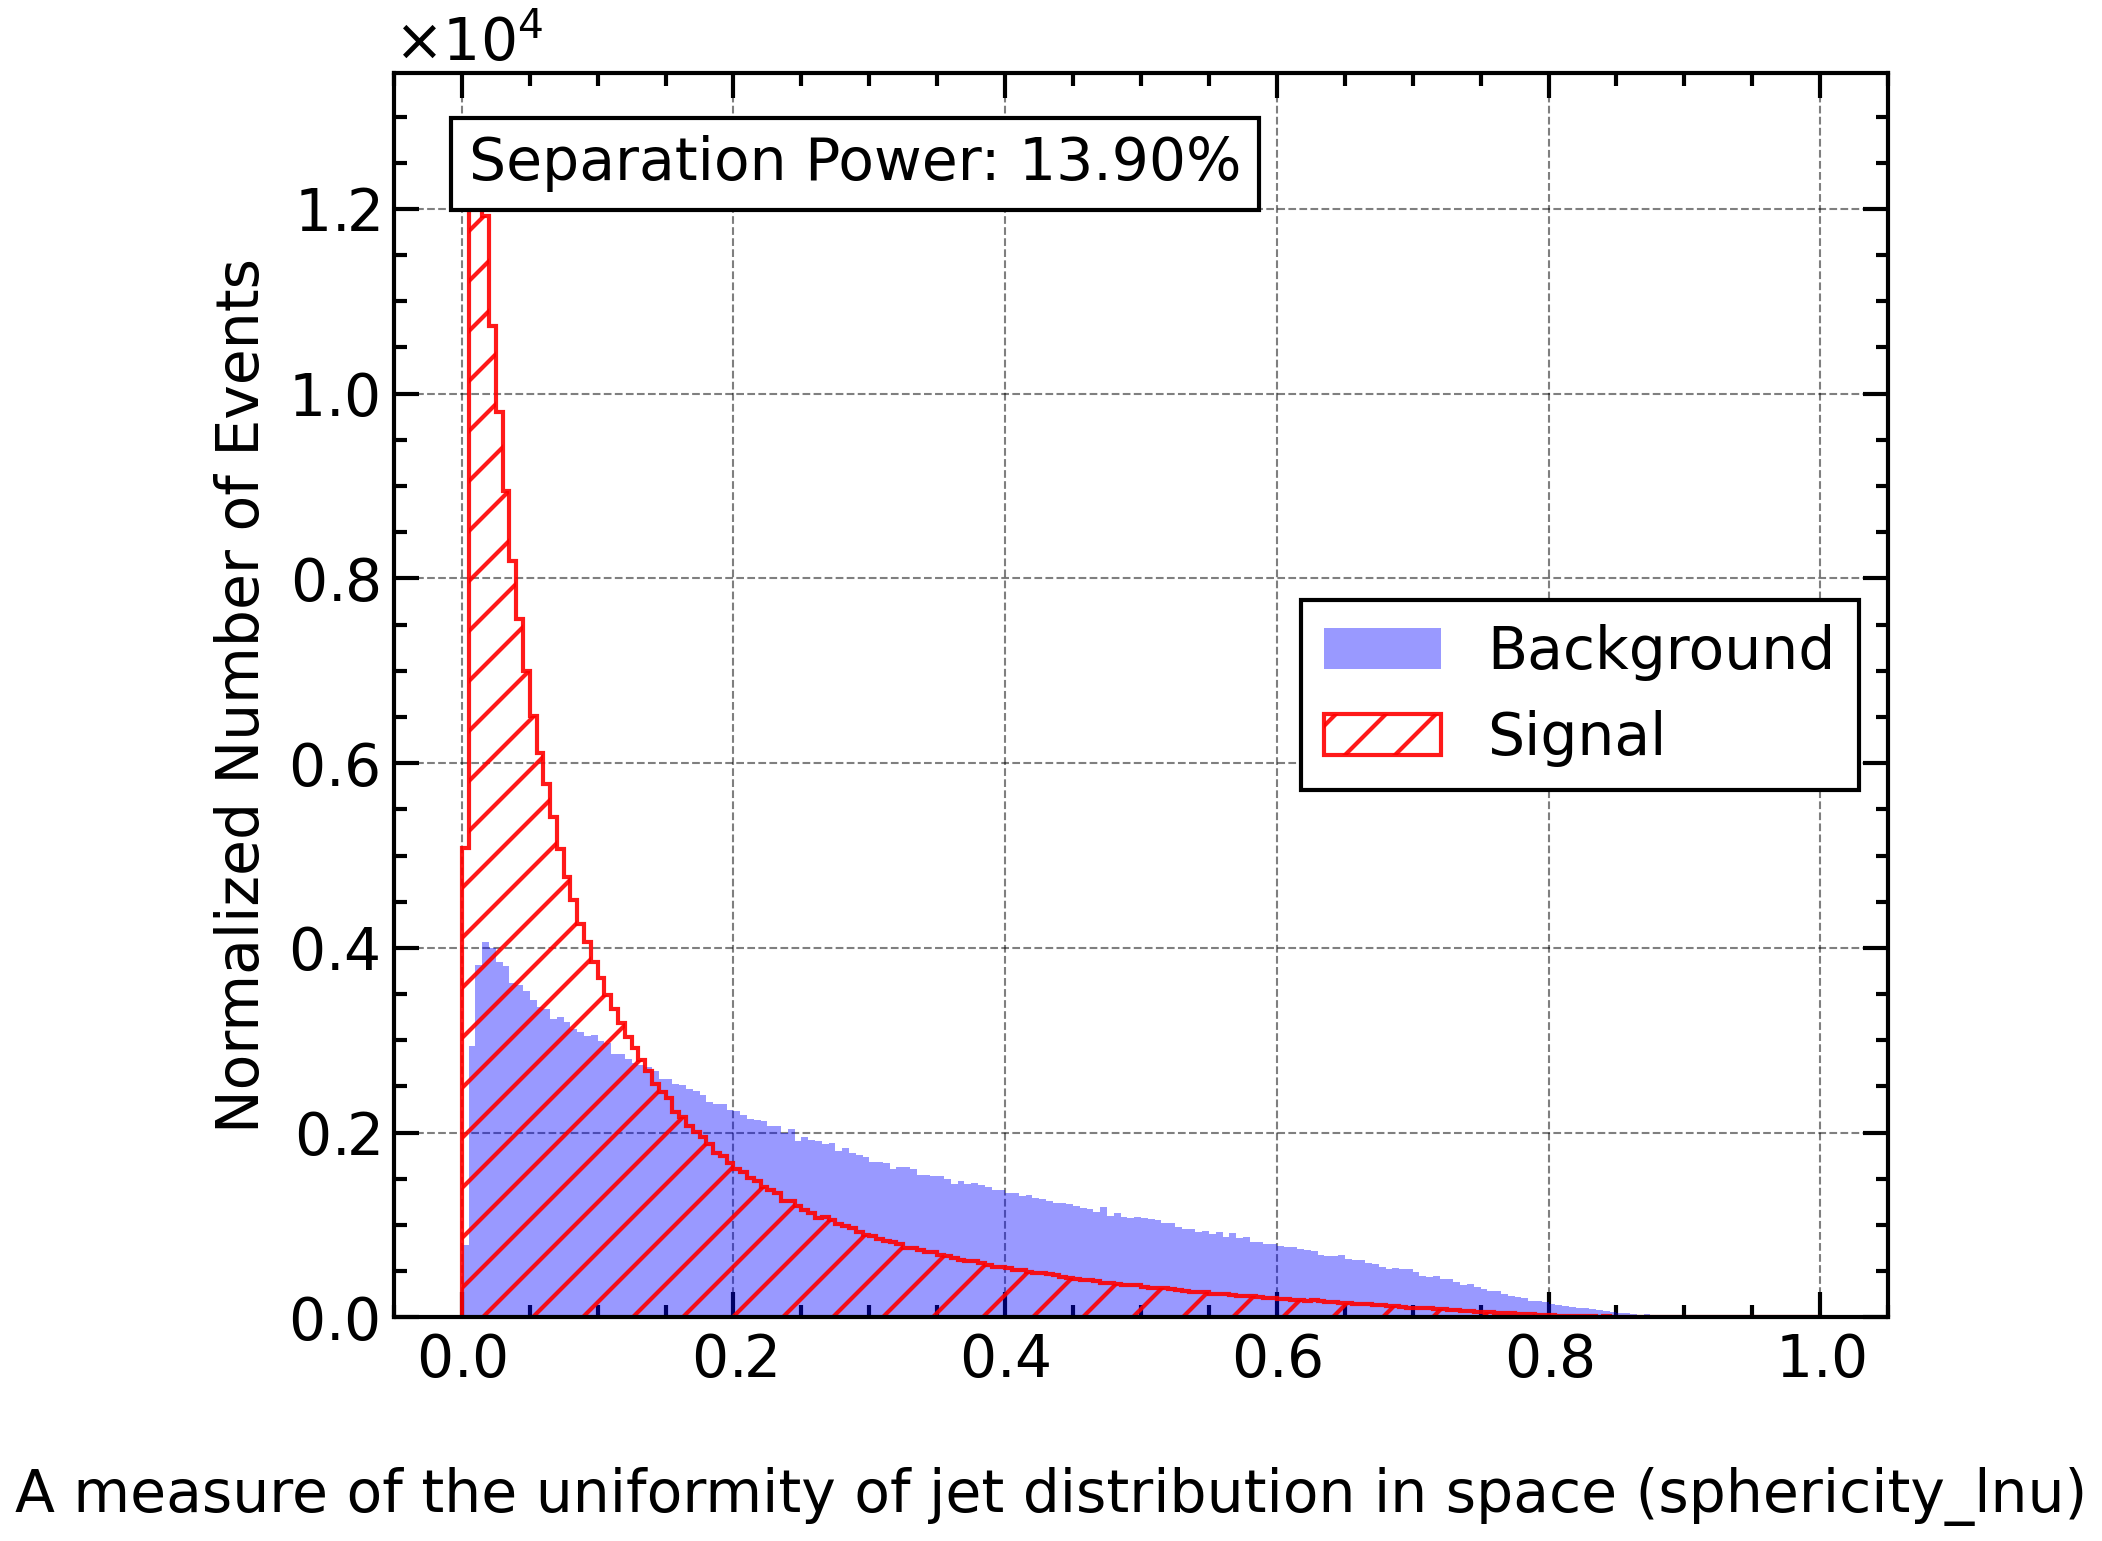 ×10⁴
Separation Power: 13.90%
1.2
1.0
0.8
0.6
0.4
0.2
0.0
Normalized Number of Events
Background
Signal
0.0 0.2 0.4 0.6 0.8 1.0
A measure of the uniformity of jet distribution in space (sphericity_lnu)